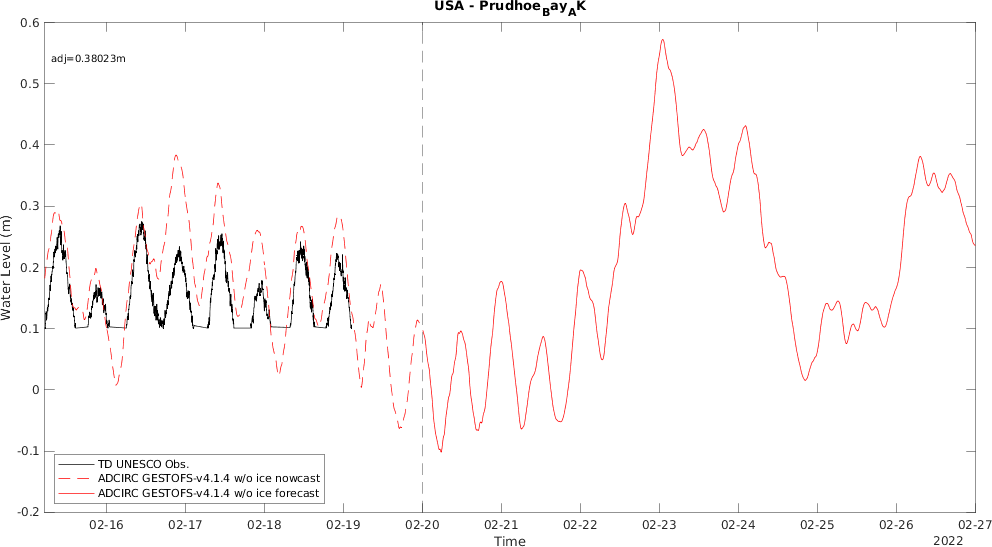 USA - Prudhoe_Bay_AK
adj=0.38023m
0.6
0.5
0.4
0.3
0.2
0.1
0
-0.1
-0.2
Water Level (m)
TD UNESCO Obs.
ADCIRC GESTOFS-v4.1.4 w/o ice nowcast
ADCIRC GESTOFS-v4.1.4 w/o ice forecast
02-16 02-17 02-18 02-19 02-20 02-21 02-22 02-23 02-24 02-25 02-26 02-27
Time
2022